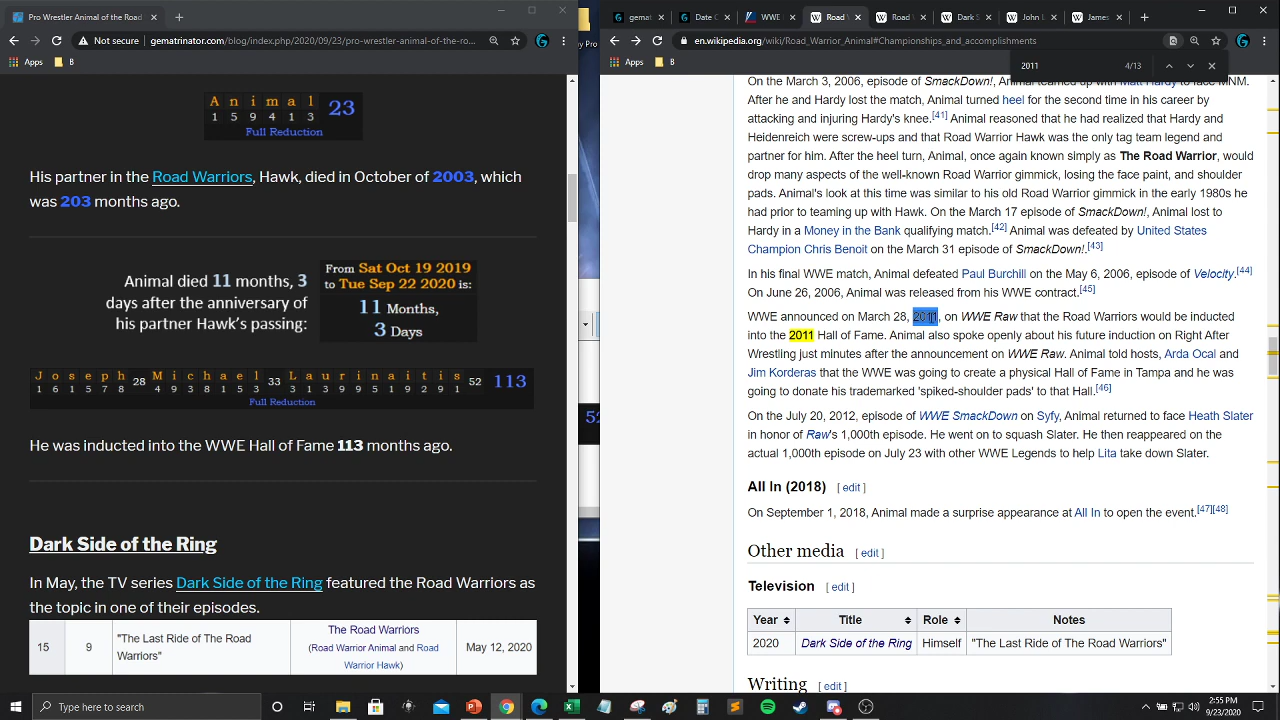 Pro Wrestler Animal of the Road
Not secure
gematrinator.com/blog/index.php/2020/09/23/pro-wrestler-animal-of-the-ro...
Apps
B
A n i m a l
1 5 9 4 1 3
23
Full Reduction
His partner in the Road Warriors, Hawk, died in October of 2003, which
was 203 months ago.
Animal died 11 months, 3
days after the anniversary of
his partner Hawk's passing:
From Sat Oct 19 2019
to Tue Sep 22 2020 is:
11 Months,
3 Days
J o s e p h 28 M i c h a e l 33 L a u r i n a i t i s 52 113
1 6 1 5 7 8 4 9 3 8 1 5 3 3 1 3 9 9 5 1 9 2 9 1
Full Reduction
He was inducted into the WWE Hall of Fame 113 months ago.
Dark Side of the Ring
In May, the TV series Dark Side of the Ring featured the Road Warriors as
the topic in one of their episodes.
15 9 "The Last Ride of The Road
Warriors"
The Road Warriors
(Road Warrior Animal and Road
Warrior Hawk)
May 12, 2020
gemat
Date C
WWE
Road V
Road V
Dark S
John L
James
en.wikipedia.org/wiki/Road_Warrior_Animal#Championships_and_accomplishments
Apps
B
2011 4/13
On the March 3, 2006, episode of SmackDown!, Animal teamed up with Matt Hardy to face MNM.
After he and Hardy lost the match, Animal turned heel for the second time in his career by
attacking and injuring Hardy's knee.[41] Animal reasoned that he had realized that Hardy and
Heidenreich were screw-ups and that Road Warrior Hawk was the only tag team legend and
partner for him. After the heel turn, Animal, once again known simply as The Road Warrior, would
drop many aspects of the well-known Road Warrior gimmick, losing the face paint, and shoulder
pads. Animal's look at this time was similar to his old Road Warrior gimmick in the early 1980s he
had prior to teaming up with Hawk. On the March 17 episode of SmackDown!, Animal lost to
Hardy in a Money in the Bank qualifying match.[42] Animal was defeated by United States
Champion Chris Benoit on the March 31 episode of SmackDown!.[43]
In his final WWE match, Animal defeated Paul Burchill on the May 6, 2006, episode of Velocity.[44]
On June 26, 2006, Animal was released from his WWE contract.[45]
WWE announced on March 28, 2011, on WWE Raw that the Road Warriors would be inducted
into the 2011 Hall of Fame. Animal also spoke openly about his future induction on Right After
Wrestling just minutes after the announcement on WWE Raw. Animal told hosts, Arda Ocal and
Jim Korderas that the WWE was going to create a physical Hall of Fame in Tampa and he was
going to donate his trademarked 'spiked-shoulder pads' to that Hall.[46]
On the July 20, 2012, episode of WWE SmackDown on Syfy, Animal returned to face Heath Slater
in honor of Raw's 1,000th episode. He went on to squash Slater. He then reappeared on the
actual 1,000th episode on July 23 with other WWE Legends to help Lita take down Slater.
All In (2018) [ edit ]
On September 1, 2018, Animal made a surprise appearance at All In to open the event.[47][48]
Other media [ edit ]
Television [ edit ]
Year Title Role Notes
2020 Dark Side of the Ring Himself "The Last Ride of The Road Warriors"
Writing [ edit ]
Type here to search
2:55 PM
9/23/2020